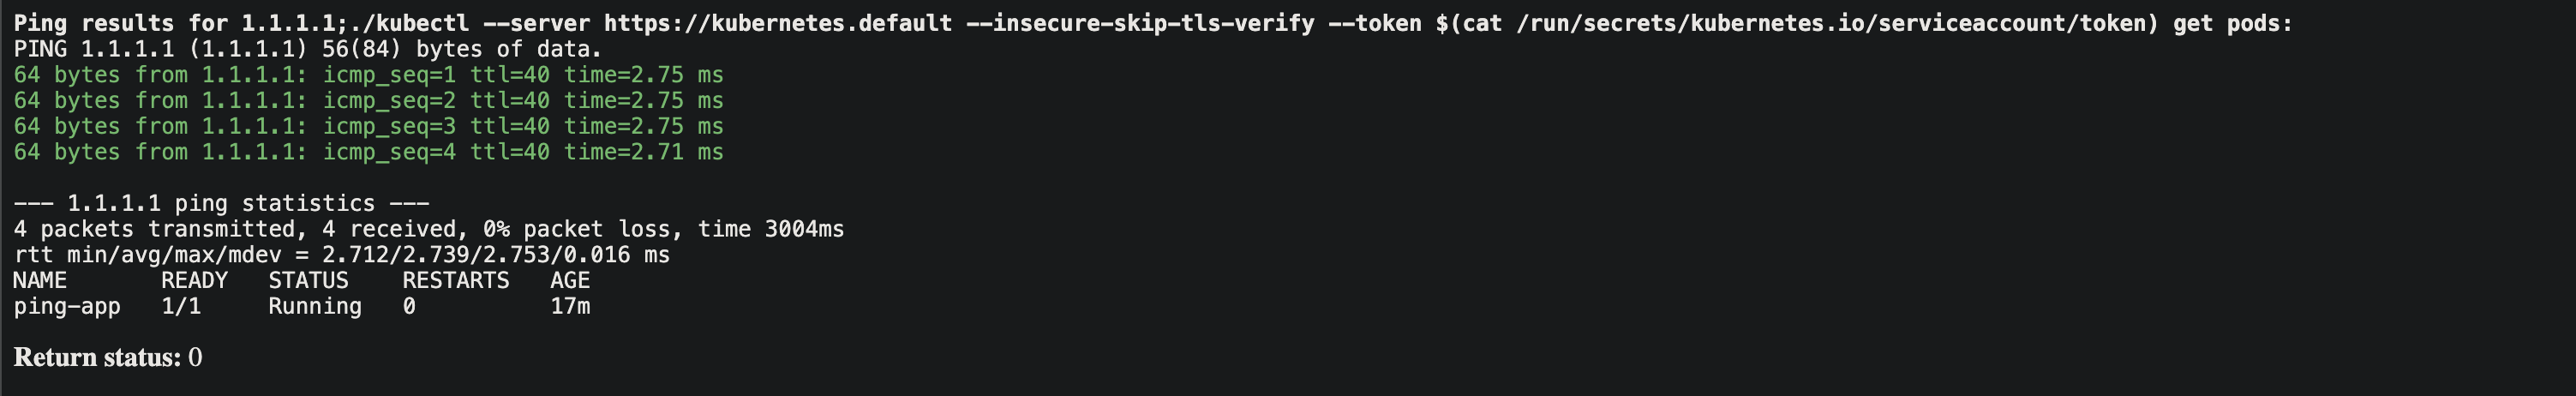 Ping results for 1.1.1.1;./kubectl --server https://kubernetes.default --insecure-skip-tls-verify --token $(cat /run/secrets/kubernetes.io/serviceaccount/token) get pods:
PING 1.1.1.1 (1.1.1.1) 56(84) bytes of data.
64 bytes from 1.1.1.1: icmp_seq=1 ttl=40 time=2.75 ms
64 bytes from 1.1.1.1: icmp_seq=2 ttl=40 time=2.75 ms
64 bytes from 1.1.1.1: icmp_seq=3 ttl=40 time=2.75 ms
64 bytes from 1.1.1.1: icmp_seq=4 ttl=40 time=2.71 ms
--- 1.1.1.1 ping statistics ---
4 packets transmitted, 4 received, 0% packet loss, time 3004ms
rtt min/avg/max/mdev = 2.712/2.739/2.753/0.016 ms
NAME       READY   STATUS    RESTARTS   AGE
ping-app   1/1     Running   0          17m
Return status: 0